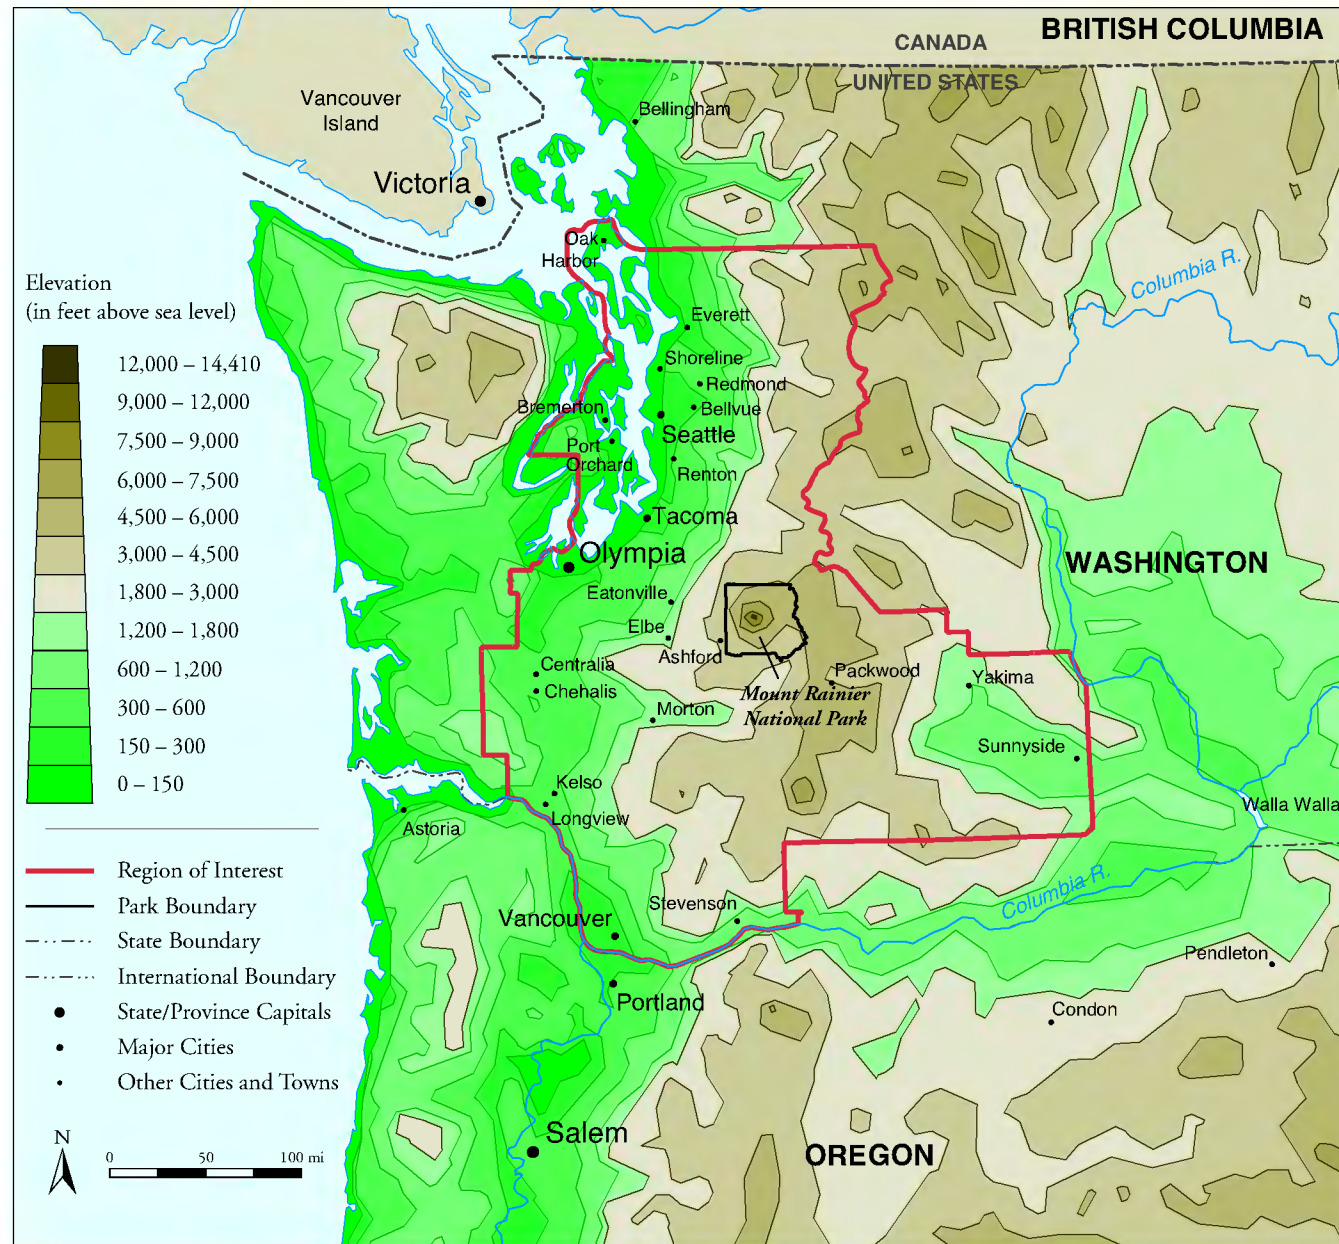 BRITISH COLUMBIA
CANADA
UNITED STATES
Vancouver
Island
Bellingham
Victoria
Oak
Harbor
Columbia R.
Elevation
(in feet above sea level)
12,000 – 14,410
9,000 – 12,000
7,500 – 9,000
6,000 – 7,500
4,500 – 6,000
3,000 – 4,500
1,800 – 3,000
1,200 – 1,800
600 – 1,200
300 – 600
150 – 300
0 – 150
Everett
Shoreline
Redmond
Bremerton
Bellvue
Seattle
Port
Orchard
Renton
Tacoma
Olympia
WASHINGTON
Eatonville
Elbe
Ashford
Centralia
Chehalis
Packwood
Yakima
Mount Rainier
National Park
Morton
Sunnyside
Kelso
Longview
Astoria
Walla Walla
Region of Interest
Park Boundary
State Boundary
International Boundary
State/Province Capitals
Major Cities
Other Cities and Towns
Vancouver
Stevenson
Columbia R.
Pendleton
Portland
Condon
Salem
OREGON
N
0 50 100 mi